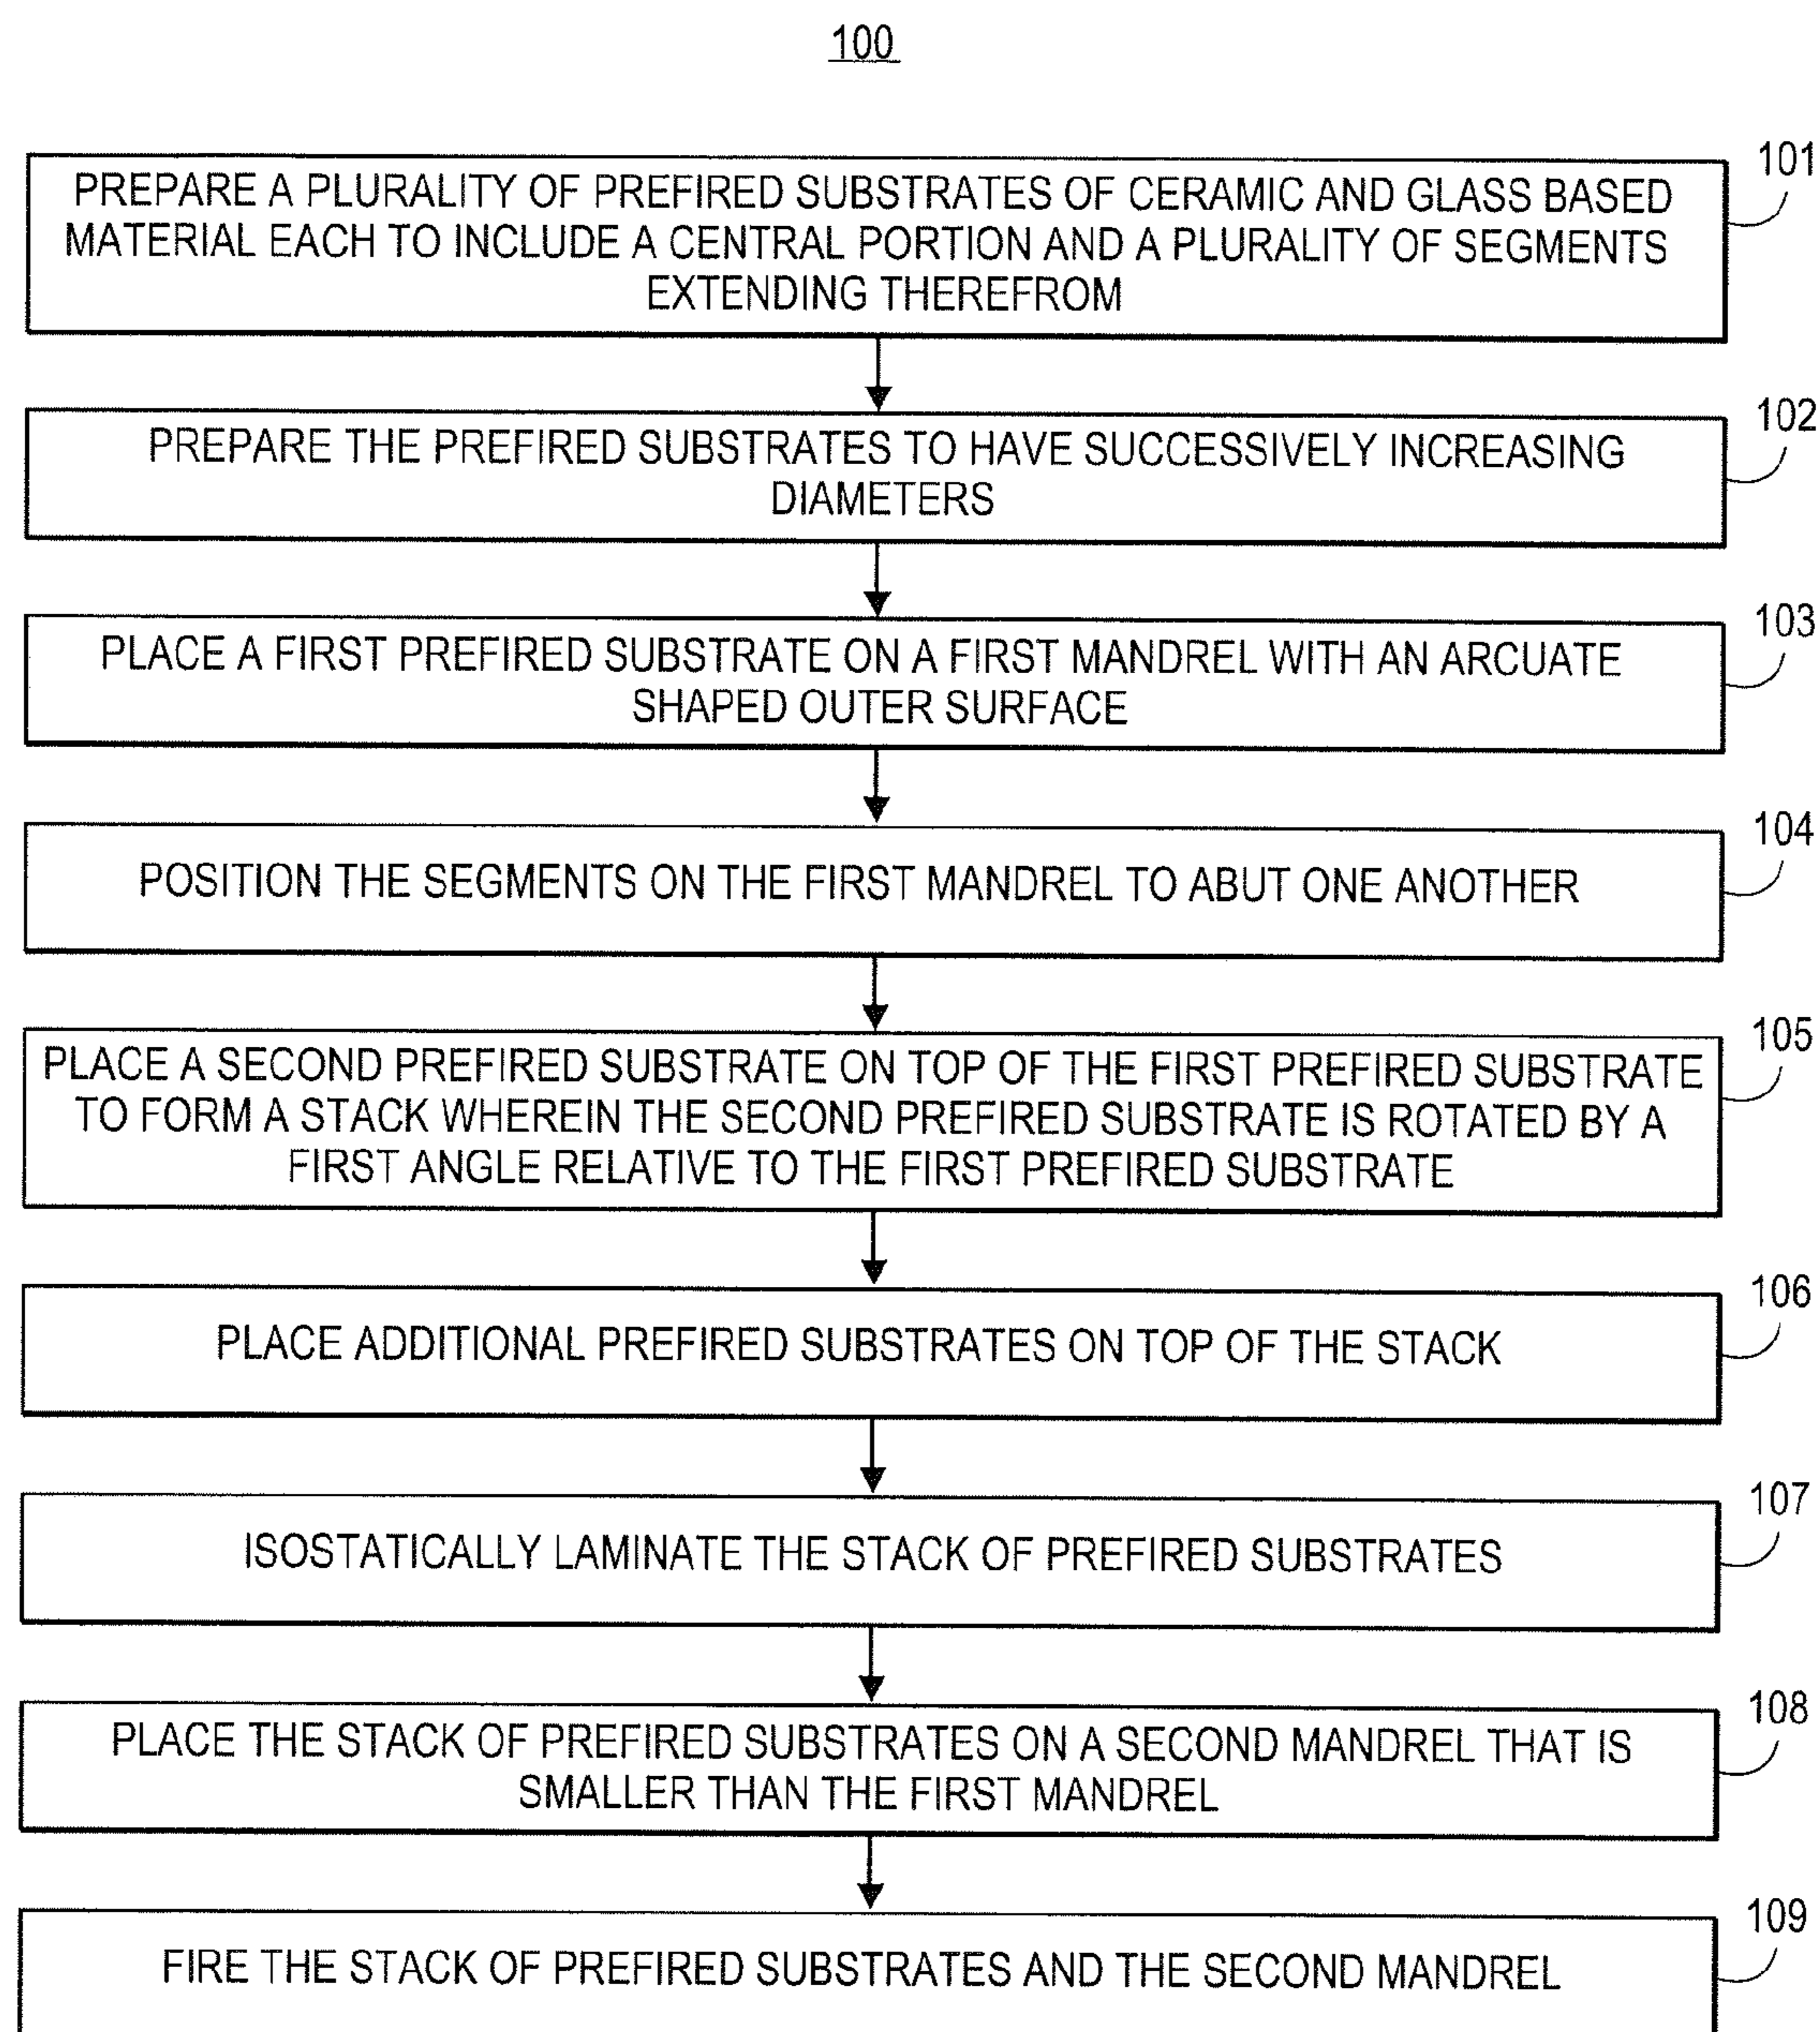 100
101
PREPARE A PLURALITY OF PREFIRED SUBSTRATES OF CERAMIC AND GLASS BASED
MATERIAL EACH TO INCLUDE A CENTRAL PORTION AND A PLURALITY OF SEGMENTS
EXTENDING THEREFROM
102
PREPARE THE PREFIRED SUBSTRATES TO HAVE SUCCESSIVELY INCREASING
DIAMETERS
103
PLACE A FIRST PREFIRED SUBSTRATE ON A FIRST MANDREL WITH AN ARCUATE
SHAPED OUTER SURFACE
104
POSITION THE SEGMENTS ON THE FIRST MANDREL TO ABUT ONE ANOTHER
105
PLACE A SECOND PREFIRED SUBSTRATE ON TOP OF THE FIRST PREFIRED SUBSTRATE
TO FORM A STACK WHEREIN THE SECOND PREFIRED SUBSTRATE IS ROTATED BY A
FIRST ANGLE RELATIVE TO THE FIRST PREFIRED SUBSTRATE
106
PLACE ADDITIONAL PREFIRED SUBSTRATES ON TOP OF THE STACK
107
ISOSTATICALLY LAMINATE THE STACK OF PREFIRED SUBSTRATES
108
PLACE THE STACK OF PREFIRED SUBSTRATES ON A SECOND MANDREL THAT IS
SMALLER THAN THE FIRST MANDREL
109
FIRE THE STACK OF PREFIRED SUBSTRATES AND THE SECOND MANDREL